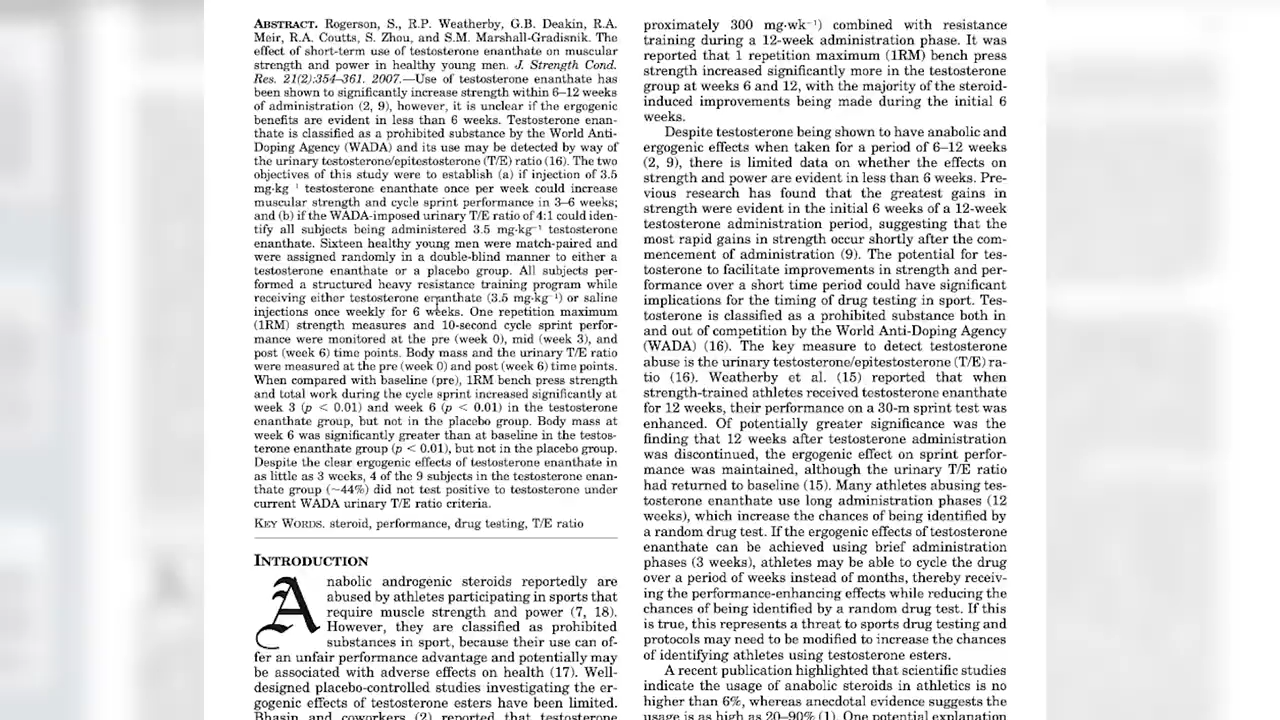 ABSTRACT. Rogerson, S., R.P. Weatherby, G.B. Deakin, R.A.
Meir, R.A. Coutts, S. Zhou, and S.M. Marshall-Gradisnik. The
effect of short-term use of testosterone enanthate on muscular
strength and power in healthy young men. J. Strength Cond.
Res. 21(2):354–361. 2007.—Use of testosterone enanthate has
been shown to significantly increase strength within 6–12 weeks
of administration (2, 9), however, it is unclear if the ergogenic
benefits are evident in less than 6 weeks. Testosterone enan-
thate is classified as a prohibited substance by the World Anti-
Doping Agency (WADA) and its use may be detected by way of
the urinary testosterone/epitestosterone (T/E) ratio (16). The two
objectives of this study were to establish (a) if injection of 3.5
mg·kg⁻¹ testosterone enanthate once per week could increase
muscular strength and cycle sprint performance in 3–6 weeks;
and (b) if the WADA-imposed urinary T/E ratio of 4:1 could iden-
tify all subjects being administered 3.5 mg·kg⁻¹ testosterone
enanthate. Sixteen healthy young men were match-paired and
were assigned randomly in a double-blind manner to either a
testosterone enanthate or a placebo group. All subjects per-
formed a structured heavy resistance training program while
receiving either testosterone enanthate (3.5 mg·kg⁻¹) or saline
injections once weekly for 6 weeks. One repetition maximum
(1RM) strength measures and 10-second cycle sprint perfor-
mance were monitored at the pre (week 0), mid (week 3), and
post (week 6) time points. Body mass and the urinary T/E ratio
were measured at the pre (week 0) and post (week 6) time points.
When compared with baseline (pre), 1RM bench press strength
and total work during the cycle sprint increased significantly at
week 3 (p < 0.01) and week 6 (p < 0.01) in the testosterone
enanthate group, but not in the placebo group. Body mass at
week 6 was significantly greater than at baseline in the testos-
terone enanthate group (p < 0.01), but not in the placebo group.
Despite the clear ergogenic effects of testosterone enanthate in
as little as 3 weeks, 4 of the 9 subjects in the testosterone enan-
thate group (~44%) did not test positive to testosterone under
current WADA urinary T/E ratio criteria.
KEY WORDS. steroid, performance, drug testing, T/E ratio
INTRODUCTION
Anabolic androgenic steroids reportedly are
abused by athletes participating in sports that
require muscle strength and power (7, 18).
However, they are classified as prohibited
substances in sport, because their use can of-
fer an unfair performance advantage and potentially may
be associated with adverse effects on health (17). Well-
designed placebo-controlled studies investigating the er-
gogenic effects of testosterone esters have been limited.
Bhasin and coworkers (2) reported that testosterone
proximately 300 mg·wk⁻¹) combined with resistance
training during a 12-week administration phase. It was
reported that 1 repetition maximum (1RM) bench press
strength increased significantly more in the testosterone
group at weeks 6 and 12, with the majority of the steroid-
induced improvements being made during the initial 6
weeks.
Despite testosterone being shown to have anabolic and
ergogenic effects when taken for a period of 6–12 weeks
(2, 9), there is limited data on whether the effects on
strength and power are evident in less than 6 weeks. Pre-
vious research has found that the greatest gains in
strength were evident in the initial 6 weeks of a 12-week
testosterone administration period, suggesting that the
most rapid gains in strength occur shortly after the com-
mencement of administration (9). The potential for tes-
tosterone to facilitate improvements in strength and per-
formance over a short time period could have significant
implications for the timing of drug testing in sport. Tes-
tosterone is classified as a prohibited substance both in
and out of competition by the World Anti-Doping Agency
(WADA) (16). The key measure to detect testosterone
abuse is the urinary testosterone/epitestosterone (T/E) ra-
tio (16). Weatherby et al. (15) reported that when
strength-trained athletes received testosterone enanthate
for 12 weeks, their performance on a 30-m sprint test was
enhanced. Of potentially greater significance was the
finding that 12 weeks after testosterone administration
was discontinued, the ergogenic effect on sprint perfor-
mance was maintained, although the urinary T/E ratio
had returned to baseline (15). Many athletes abusing tes-
tosterone enanthate use long administration phases (12
weeks), which increase the chances of being identified by
a random drug test. If the ergogenic effects of testosterone
enanthate can be achieved using brief administration
phases (3 weeks), athletes may be able to cycle the drug
over a period of weeks instead of months, thereby receiv-
ing the performance-enhancing effects while reducing the
chances of being identified by a random drug test. If this
is true, this represents a threat to sports drug testing and
protocols may need to be modified to increase the chances
of identifying athletes using testosterone esters.
A recent publication highlighted that scientific studies
indicate the usage of anabolic steroids in athletics is no
higher than 6%, whereas anecdotal evidence suggests the
usage is as high as 20–90% (1). One potential explanation